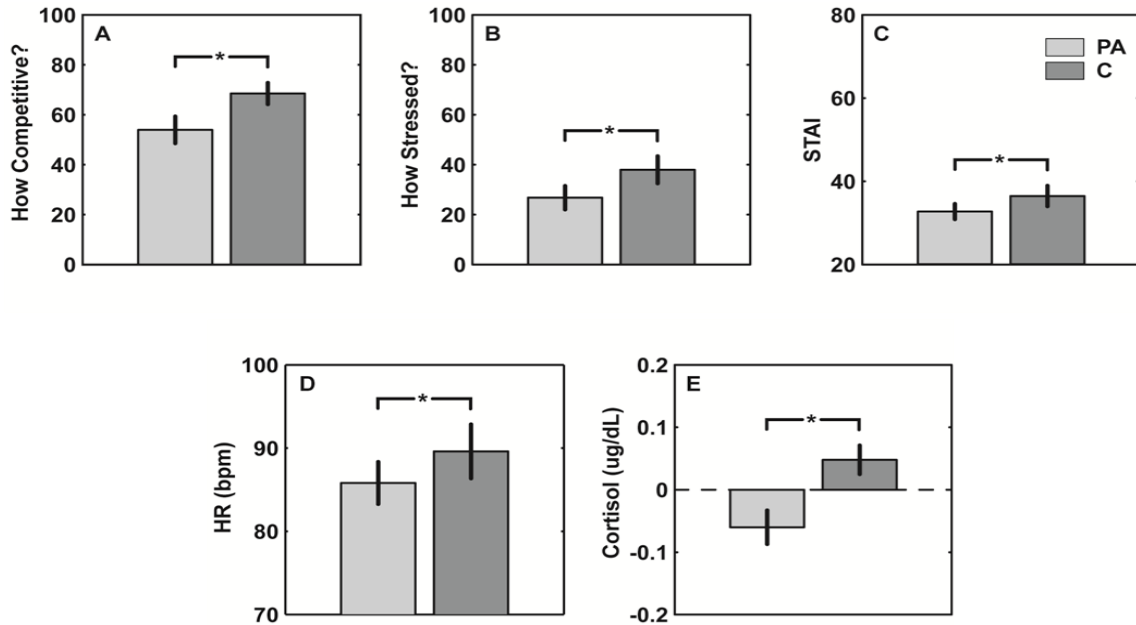 How Competitive?
100
80
60
40
20
0
A
*
How Stressed?
100
80
60
40
20
0
B
*
STAI
80
60
40
20
C
*
PA
C
HR (bpm)
100
90
80
70
D
*
Cortisol (ug/dL)
0.2
0.1
0
-0.1
-0.2
E
*